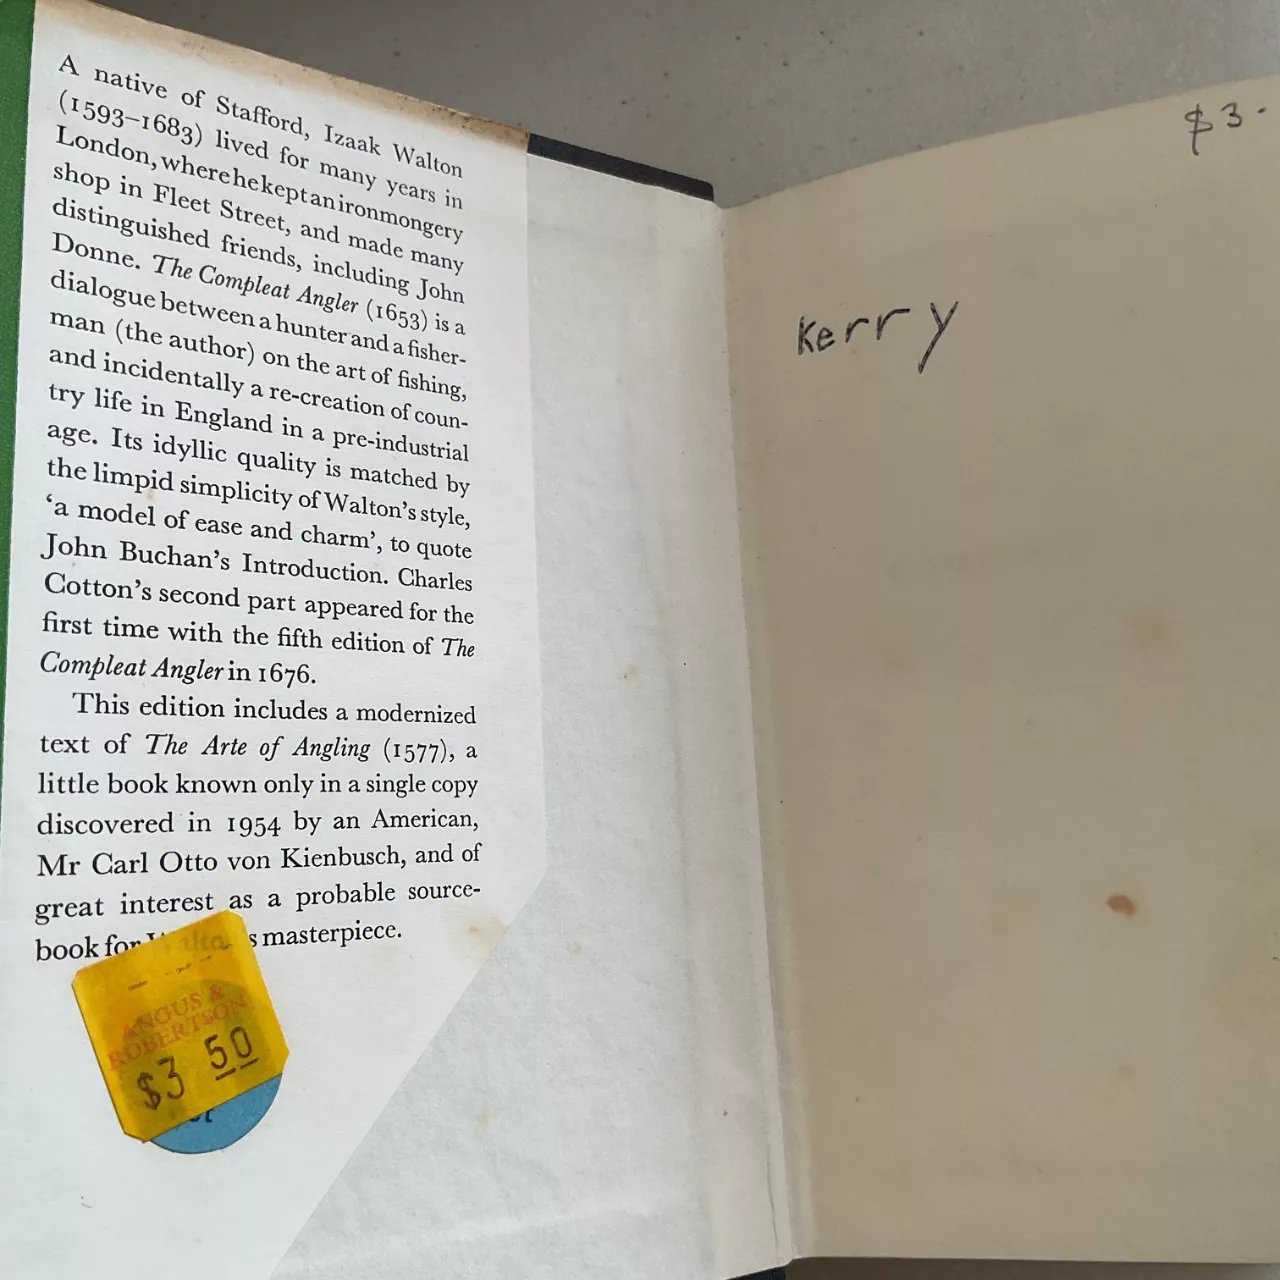 A native of Stafford, Izaak Walton
(1593–1683) lived for many years in
London, where he kept an ironmongery
shop in Fleet Street, and made many
distinguished friends, including John
Donne. The Compleat Angler (1653) is a
dialogue between a hunter and a fisher-
man (the author) on the art of fishing,
and incidentally a re-creation of coun-
try life in England in a pre-industrial
age. Its idyllic quality is matched by
the limpid simplicity of Walton's style,
‘a model of ease and charm’, to quote
John Buchan's Introduction. Charles
Cotton's second part appeared for the
first time with the fifth edition of The
Compleat Angler in 1676.
This edition includes a modernized
text of The Arte of Angling (1577), a
little book known only in a single copy
discovered in 1954 by an American,
Mr Carl Otto von Kienbusch, and of
great interest as a probable source-
book for Walton's masterpiece.
ANGUS &
ROBERTSON
$3 50
$3.
Kerry